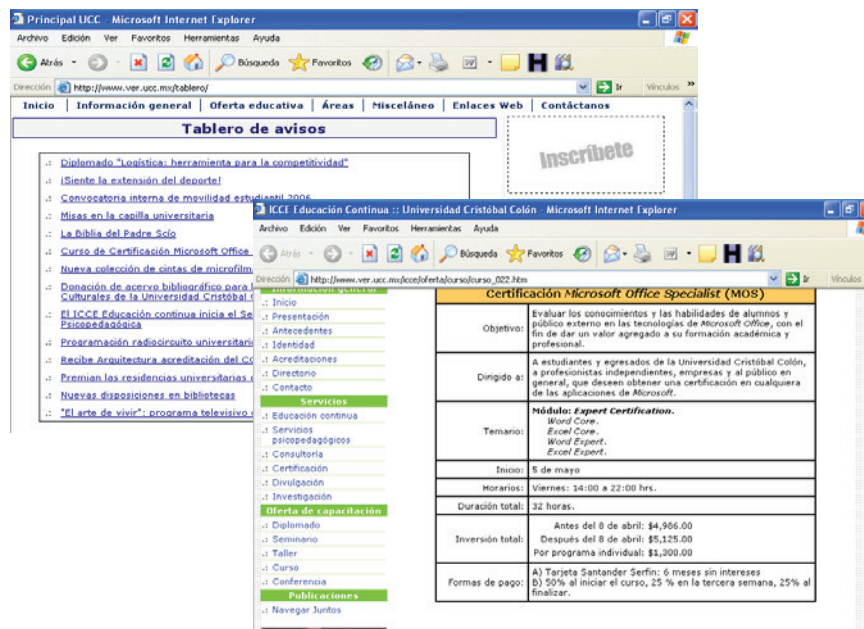 Principal UCC - Microsoft Internet Explorer
Archivo Edición Ver Favoritos Herramientas Ayuda
Atrás Búsqueda Favoritos
Dirección http://www.ver.ucc.mx/tablero/ Ir Vínculos
Inicio | Información general | Oferta educativa | Áreas | Misceláneo | Enlaces Web | Contáctanos
Tablero de avisos
Inscríbete
.: Diplomado "Logística: herramienta para la competitividad"
.: ¡Siente la extensión del deporte!
.: Convocatoria interna de movilidad estudiantil 2006
.: Misas en la capilla universitaria
.: La Biblia del Padre Scío
.: Curso de Certificación Microsoft Office
.: Nueva colección de cintas de microfilm
.: Donación de acervo bibliográfico para
Culturales de la Universidad Cristóbal
.: El ICCE Educación continua inicia el Se
Psicopedagógica
.: Programación radiocircuito universitari
.: Recibe Arquitectura acreditación del CO
.: Premian las residencias universitarias
.: Nuevas disposiciones en bibliotecas
.: "El arte de vivir": programa televisivo
ICCE Educación Continua :: Universidad Cristóbal Colón - Microsoft Internet Explorer
Archivo Edición Ver Favoritos Herramientas Ayuda
Atrás Búsqueda Favoritos
Dirección http://www.ver.ucc.mx/icce/oferta/curso/curso_022.htm Ir Vínculos
Información general
.: Inicio
.: Presentación
.: Antecedentes
.: Identidad
.: Acreditaciones
.: Directorio
.: Contacto
Servicios
.: Educación continua
.: Servicios
psicopedagógicos
.: Consultoría
.: Certificación
.: Divulgación
.: Investigación
Oferta de capacitación
.: Diplomado
.: Seminario
.: Taller
.: Curso
.: Conferencia
Publicaciones
.: Navegar Juntos
Certificación Microsoft Office Specialist (MOS)
Objetivo: Evaluar los conocimientos y las habilidades de alumnos y
público externo en las tecnologías de Microsoft Office, con el
fin de dar un valor agregado a su formación académica y
profesional.
Dirigido a: A estudiantes y egresados de la Universidad Cristóbal Colón,
a profesionistas independientes, empresas y al público en
general, que deseen obtener una certificación en cualquiera
de las aplicaciones de Microsoft.
Temario: Módulo: Expert Certification.
Word Core.
Excel Core.
Word Expert.
Excel Expert.
Inicio: 5 de mayo
Horarios: Viernes: 14:00 a 22:00 hrs.
Duración total: 32 horas.
Inversión total: Antes del 8 de abril: $4,986.00
Después del 8 de abril: $5,125.00
Por programa individual: $1,300.00
Formas de pago: A) Tarjeta Santander Serfin: 6 meses sin intereses
B) 50% al iniciar el curso, 25 % en la tercera semana, 25% al
finalizar.